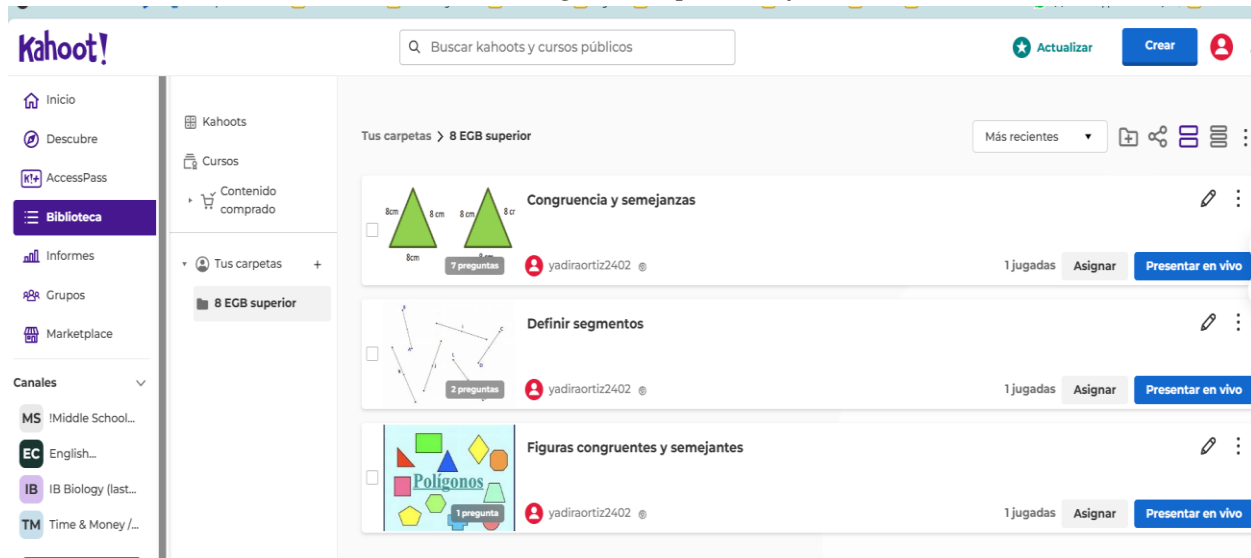 Kahoot!
Buscar kahoots y cursos públicos
Actualizar
Crear
Inicio
Descubre
K!+ AccessPass
Biblioteca
Informes
Grupos
Marketplace
Canales
MS !Middle School...
EC English...
IB IB Biology (last...
TM Time & Money /...
Kahoots
Cursos
Contenido
comprado
Tus carpetas +
8 EGB superior
Tus carpetas > 8 EGB superior
Más recientes
Congruencia y semejanzas
8cm 8 cm 8 cm 8 cr
8cm
7 preguntas
yadiraortiz2402
1 jugadas Asignar Presentar en vivo
Definir segmentos
2 preguntas
yadiraortiz2402
1 jugadas Asignar Presentar en vivo
Figuras congruentes y semejantes
Polígonos
1 pregunta
yadiraortiz2402
1 jugadas Asignar Presentar en vivo